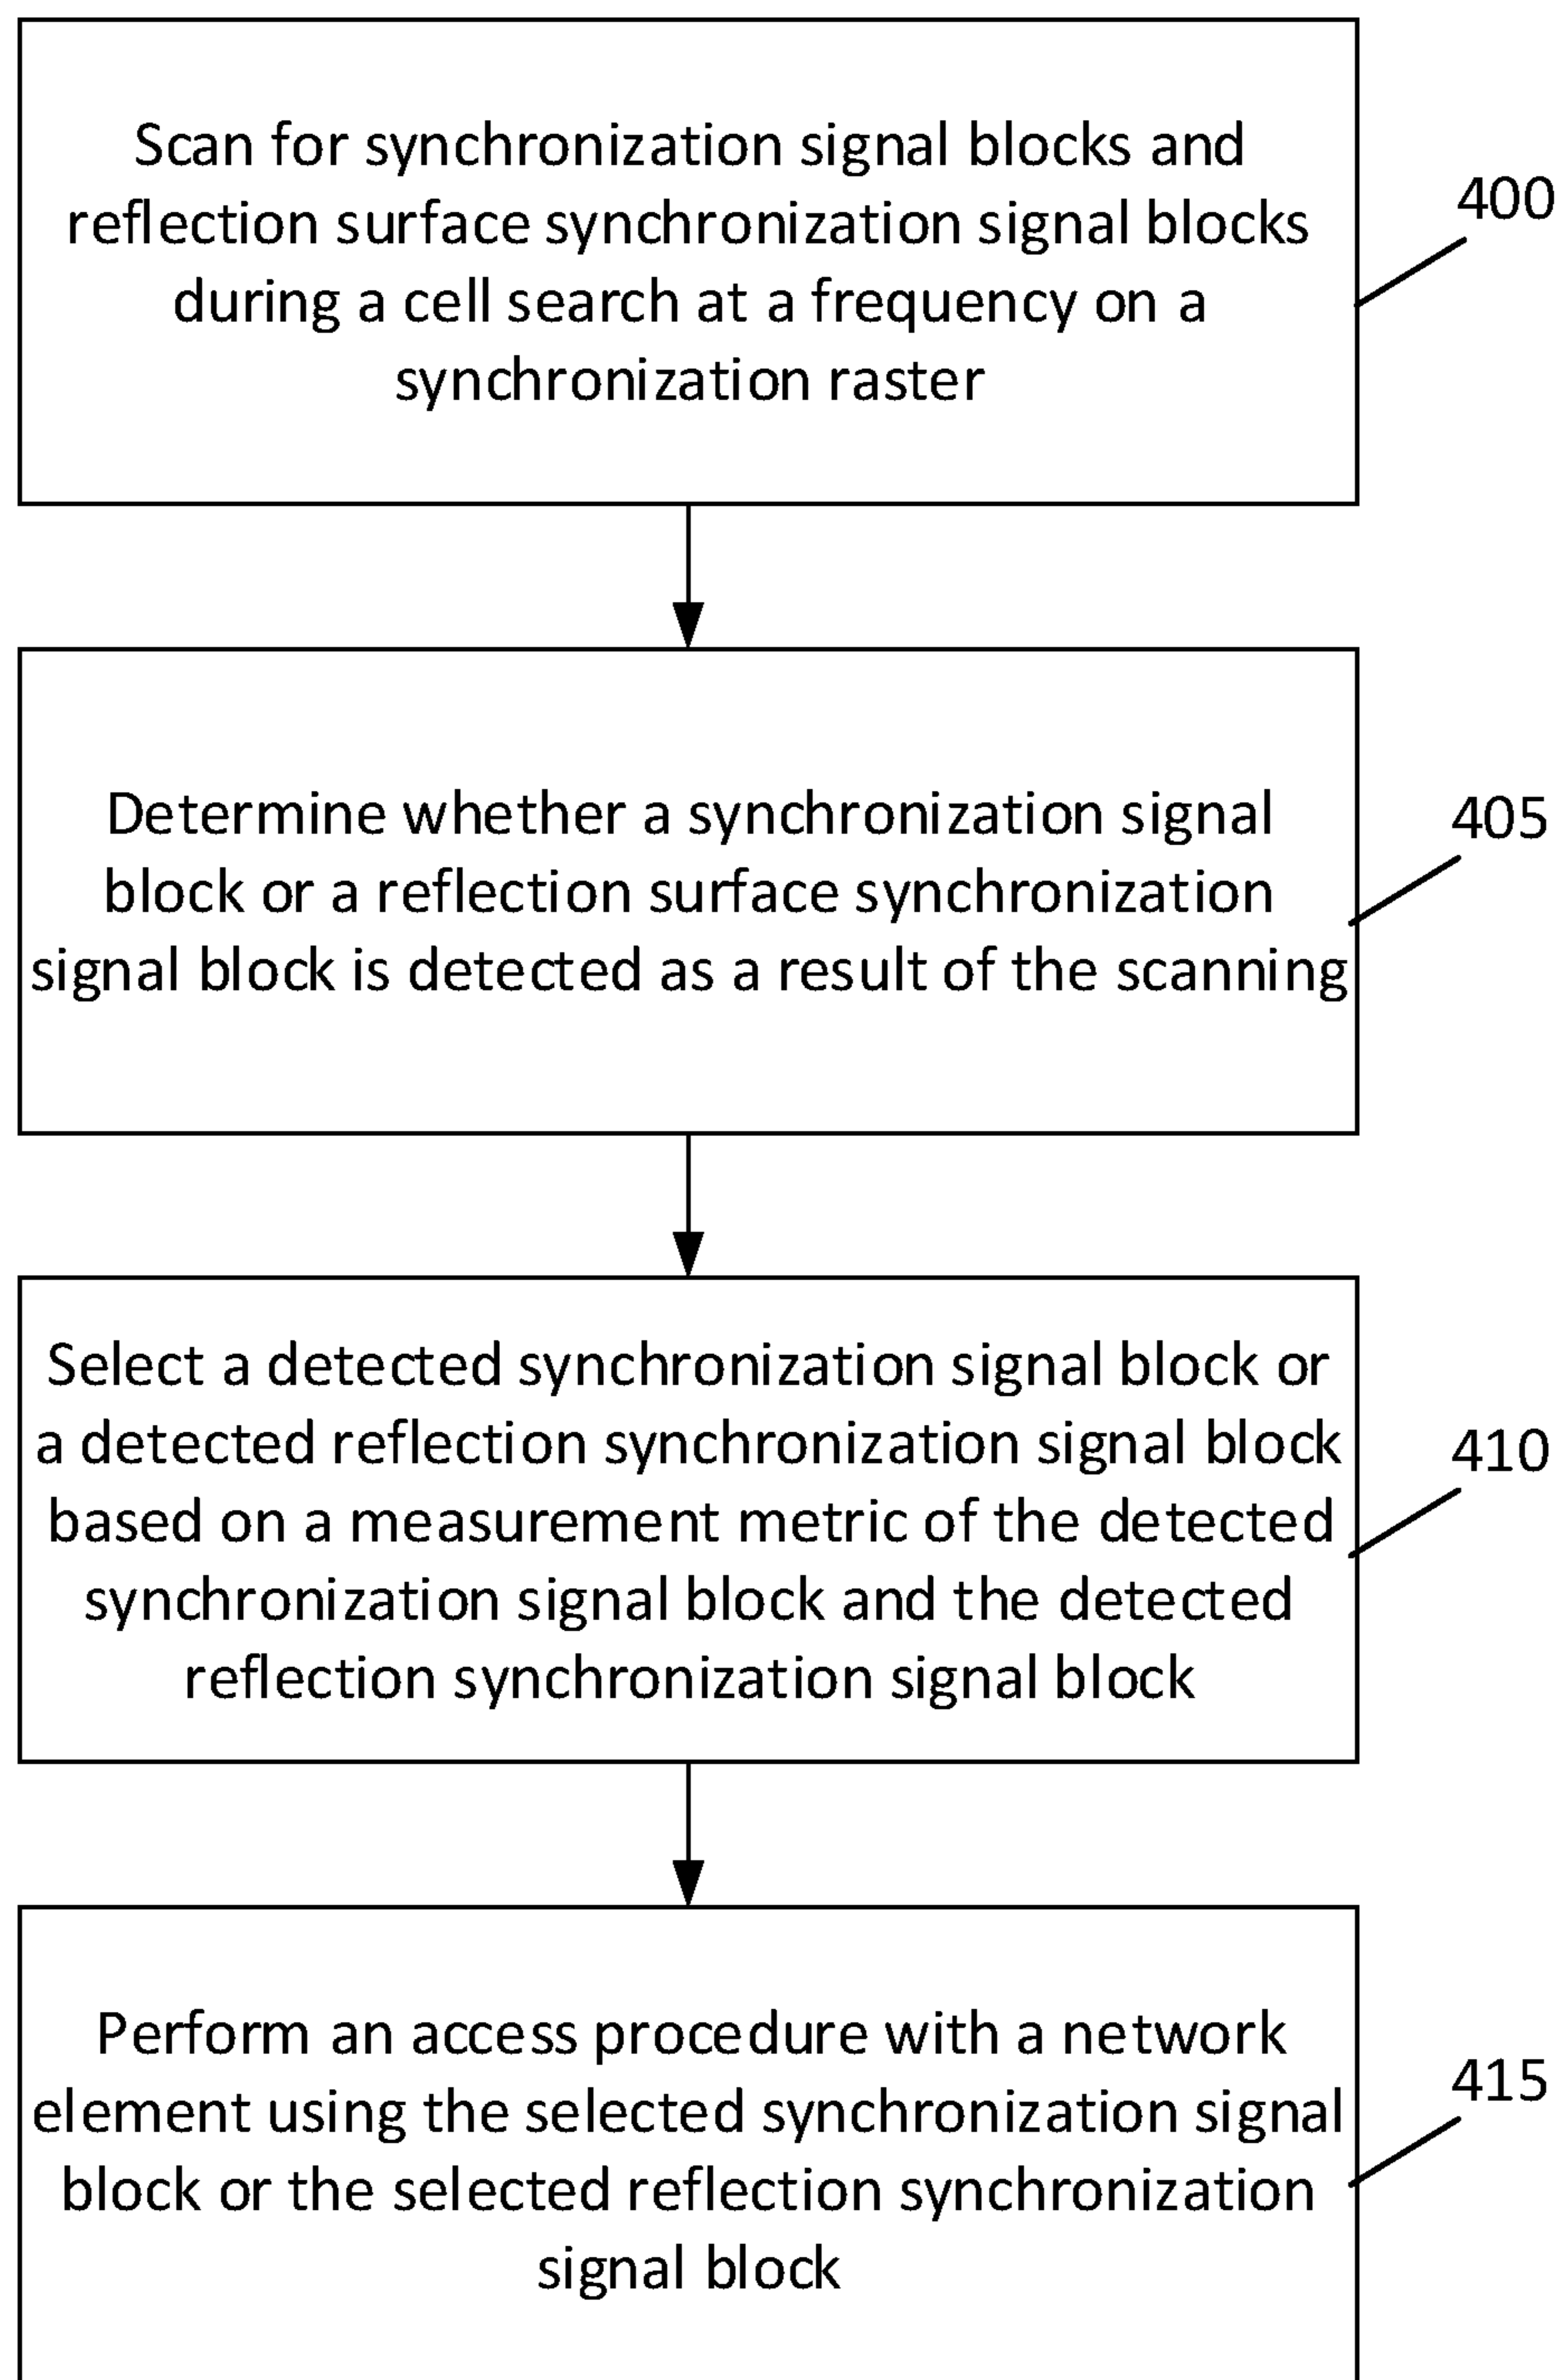 Scan for synchronization signal blocks and
reflection surface synchronization signal blocks
during a cell search at a frequency on a
synchronization raster
400
Determine whether a synchronization signal
block or a reflection surface synchronization
signal block is detected as a result of the scanning
405
Select a detected synchronization signal block or
a detected reflection synchronization signal block
based on a measurement metric of the detected
synchronization signal block and the detected
reflection synchronization signal block
410
Perform an access procedure with a network
element using the selected synchronization signal
block or the selected reflection synchronization
signal block
415